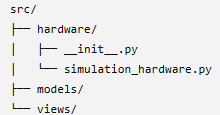 src/
├── hardware/
│   ├── __init__.py
│   └── simulation_hardware.py
├── models/
└── views/